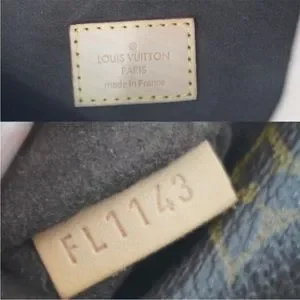 LOUIS VUITTON
PARIS
made in France
FL1143